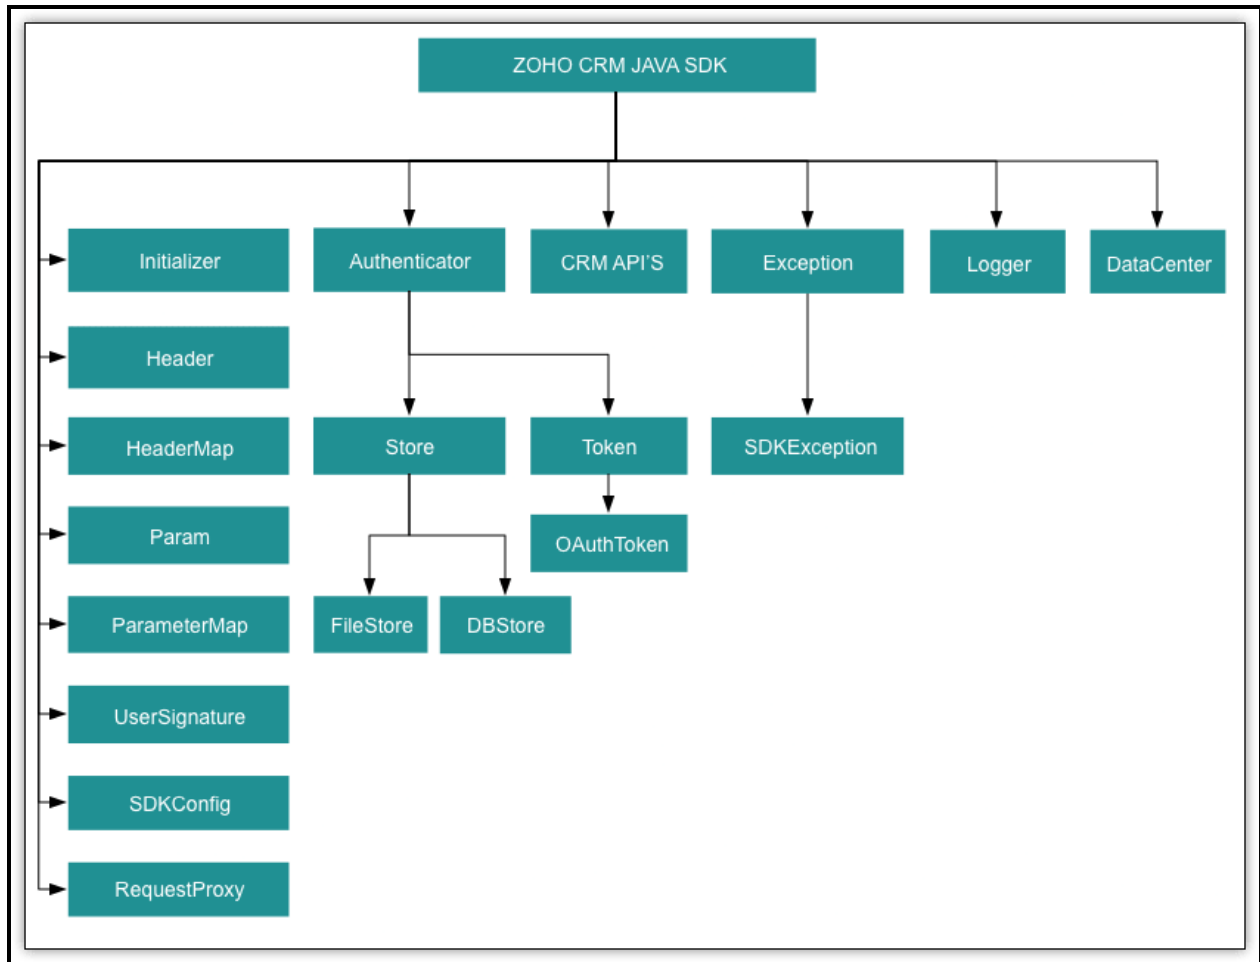 ZOHO CRM JAVA SDK
Initializer
Authenticator
CRM API'S
Exception
Logger
DataCenter
Header
HeaderMap
Store
Token
SDKException
Param
OAuthToken
ParameterMap
FileStore
DBStore
UserSignature
SDKConfig
RequestProxy